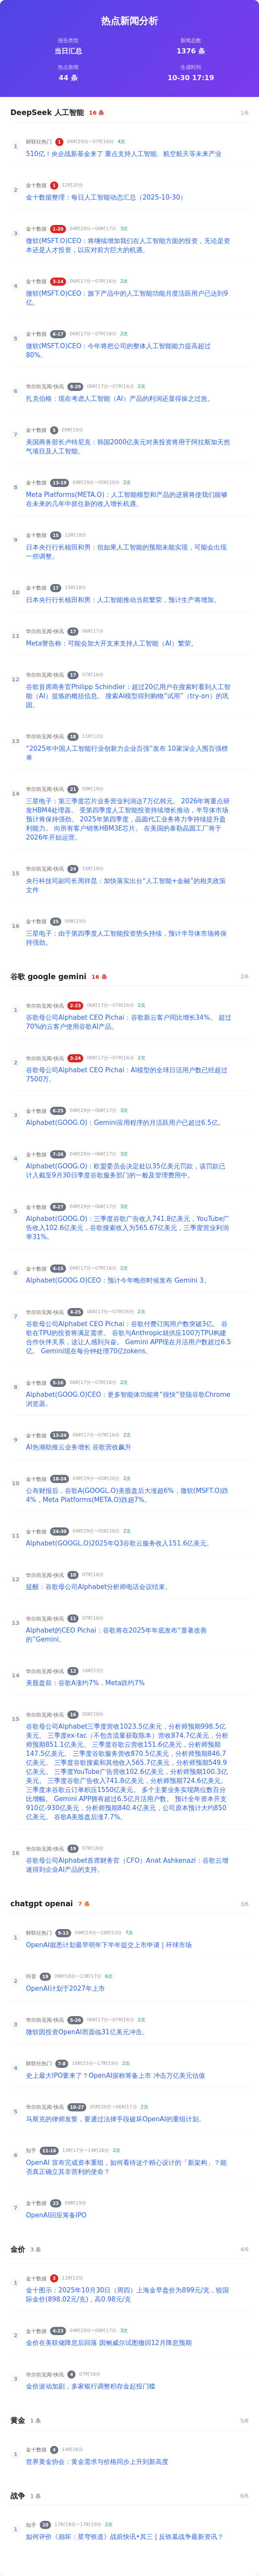 热点新闻分析
报告类型
新闻总数
当日汇总
1376 条
热点新闻
生成时间
44 条
10-30 17:19
DeepSeek 人工智能 16 条 1/6
1 财联社热门 1 04时29分~07时16分 4次
510亿！央企战新基金来了 重点支持人工智能、航空航天等未来产业
2 金十数据 1 11时20分
金十数据整理：每日人工智能动态汇总（2025-10-30）
3 金十数据 1-20 04时29分~06时17分 3次
微软(MSFT.O)CEO：将继续增加我们在人工智能方面的投资，无论是资
本还是人才投资，以应对前方巨大的机遇。
4 金十数据 3-14 06时17分~07时16分 2次
微软(MSFT.O)CEO：旗下产品中的人工智能功能月度活跃用户已达到9
亿。
5 金十数据 6-17 06时17分~07时16分 2次
微软(MSFT.O)CEO：今年将把公司的整体人工智能能力提高超过
80%。
6 华尔街见闻-快讯 8-29 06时17分~07时16分 2次
扎克伯格：现在考虑人工智能（AI）产品的利润还显得操之过急。
7 金十数据 5 09时19分
美国商务部长卢特尼克：韩国2000亿美元对美投资将用于阿拉斯加天然
气项目及人工智能。
8 金十数据 13-19 04时29分~05时20分 2次
Meta Platforms(META.O)：人工智能模型和产品的进展将使我们能够
在未来的几年中抓住新的收入增长机遇。
9 金十数据 15 15时18分
日本央行行长植田和男：但如果人工智能的预期未能实现，可能会出现
一些调整。
10 金十数据 17 15时18分
日本央行行长植田和男：人工智能推动当前繁荣，预计生产将增加。
11 华尔街见闻-快讯 17 06时17分
Meta警告称：可能会加大开支来支持人工智能（AI）繁荣。
12 华尔街见闻-快讯 17 07时16分
谷歌首席商务官Philipp Schindler：超过20亿用户在搜索时看到人工智
能（AI）提炼的概括信息。 搜索AI模型得到购物“试用”（try-on）的巩
固。
13 华尔街见闻-快讯 18 11时12分
“2025年中国人工智能行业创新力企业百强”发布 10家深企入围百强榜
单
14 华尔街见闻-快讯 21 09时19分
三星电子：第三季度芯片业务营业利润达7万亿韩元。 2026年将重点研
发HBM4处理器。 受第四季度人工智能投资持续增长推动，半导体市场
预计将保持强劲。 2025年第四季度，晶圆代工业务将力争持续提升盈
利能力。 向所有客户销售HBM3E芯片。 在美国的泰勒晶圆工厂将于
2026年开始运营。
15 华尔街见闻-快讯 24 15时18分
央行科技司副司长周祥昆：加快落实出台“人工智能+金融”的相关政策
文件
16 金十数据 25 09时19分
三星电子：由于第四季度人工智能投资势头持续，预计半导体市场将保
持强劲。
谷歌 google gemini 16 条 2/6
1 华尔街见闻-快讯 2-23 06时17分~07时16分 2次
谷歌母公司Alphabet CEO Pichai：谷歌新云客户同比增长34%。 超过
70%的云客户使用谷歌AI产品。
2 华尔街见闻-快讯 3-24 06时17分~07时16分 2次
谷歌母公司Alphabet CEO Pichai：AI模型的全球日活用户数已经超过
7500万。
3 金十数据 6-25 04时29分~06时17分 3次
Alphabet(GOOG.O)：Gemini应用程序的月活跃用户已超过6.5亿。
4 金十数据 7-26 04时29分~06时17分 3次
Alphabet(GOOG.O)：欧盟委员会决定处以35亿美元罚款，该罚款已
计入截至9月30日季度谷歌服务部门的一般及管理费用中。
5 金十数据 8-27 04时29分~06时17分 3次
Alphabet(GOOG.O)：三季度谷歌广告收入741.8亿美元，YouTube广
告收入102.6亿美元，谷歌搜索收入为565.67亿美元，三季度营业利润
率31%。
6 金十数据 4-15 06时17分~07时16分 2次
Alphabet(GOOG.O)CEO：预计今年晚些时候发布 Gemini 3。
7 华尔街见闻-快讯 4-25 06时17分~07时16分 2次
谷歌母公司Alphabet CEO Pichai：谷歌付费订阅用户数突破3亿。 谷
歌在TPU的投资将满足需求。 谷歌与Anthropic就供应100万TPU构建
合作伙伴关系，这让人感到兴奋。 Gemini APP现在月活用户数超过6.5
亿。 Gemini现在每分钟处理70亿tokens。
8 金十数据 5-16 06时17分~07时16分 2次
Alphabet(GOOG.O)CEO：更多智能体功能将“很快”登陆谷歌Chrome
浏览器。
9 金十数据 13-24 06时17分~07时16分 2次
AI热潮助推云业务增长 谷歌营收飙升
10 金十数据 18-24 04时29分~05时20分 2次
公布财报后，谷歌A(GOOGL.O)美股盘后大涨超6%，微软(MSFT.O)跌
4%，Meta Platforms(META.O)跌超7%。
11 金十数据 24-30 04时29分~05时20分 2次
Alphabet(GOOGL.O)2025年Q3谷歌云服务收入151.6亿美元。
12 华尔街见闻-快讯 10 07时16分
提醒：谷歌母公司Alphabet分析师电话会议结束。
13 华尔街见闻-快讯 11 07时16分
Alphabet的CEO Pichai：谷歌将在2025年年底发布“显著改善
的”Gemini。
14 华尔街见闻-快讯 12 16时23分
美股盘前：谷歌A涨约7%，Meta跌约7%
15 华尔街见闻-快讯 16 05时20分
谷歌母公司Alphabet三季度营收1023.5亿美元，分析师预期998.5亿
美元。 三季度ex-tac（不包含流量获取陈本）营收874.7亿美元，分析
师预期851.1亿美元。 三季度谷歌云营收151.6亿美元，分析师预期
147.5亿美元。 三季度谷歌服务营收870.5亿美元，分析师预期846.7
亿美元。 三季度谷歌搜索和其他收入565.7亿美元，分析师预期549.9
亿美元。 三季度YouTube广告营收102.6亿美元，分析师预期100.3亿
美元。 三季度谷歌广告收入741.8亿美元，分析师预期724.6亿美元。
三季度末谷歌云订单积压1550亿美元。 多个主要业务实现两位数百分
比增幅。 Gemini APP拥有超过6.5亿月活用户数。 预计全年资本开支
910亿-930亿美元，分析师预期840.4亿美元，公司原本预计大约850
亿美元。 谷歌A美股盘后涨7.7%。
16 华尔街见闻-快讯 19 07时16分
谷歌母公司Alphabet首席财务官（CFO）Anat Ashkenazi：谷歌云增
速得到企业AI产品的支持。
chatgpt openai 7 条 3/6
1 财联社热门 9-13 09时19分~16时23分 7次
OpenAI据悉计划最早明年下半年提交上市申请 | 环球市场
2 抖音 19 09时18分~13时17分 6次
OpenAI计划于2027年上市
3 华尔街见闻-快讯 5-26 06时17分~07时16分 2次
微软因投资OpenAI而面临31亿美元冲击。
4 财联社热门 7-8 16时23分~17时19分 2次
史上最大IPO要来了？OpenAI据称筹备上市 冲击万亿美元估值
5 华尔街见闻-快讯 10-27 05时20分~06时17分 2次
马斯克的律师发誓，要通过法律手段破坏OpenAI的重组计划。
6 知乎 11-16 13时17分~14时26分 2次
OpenAI 宣布完成资本重组，如何看待这个精心设计的「新架构」？能
否真正确立其非营利的使命？
7 金十数据 23 09时19分
OpenAI回应筹备IPO
金价 3 条 4/6
1 金十数据 3 11时12分
金十图示：2025年10月30日（周四）上海金早盘价为899元/克，较国
际金价(898.02元/克)，高0.98元/克
2 金十数据 4-23 04时29分~06时17分 3次
金价在美联储降息后回落 因鲍威尔试图撤回12月降息预期
3 华尔街见闻-快讯 4 07时16分
金价波动加剧，多家银行调整积存金起投门槛
黄金 1 条 5/6
1 金十数据 4 14时26分
世界黄金协会：黄金需求与价格同步上升到新高度
战争 1 条 6/6
1 知乎 10 17时18分~17时19分 2次
如何评价《崩坏：星穹铁道》战前快讯•其三 | 反铁墓战争最新资讯？